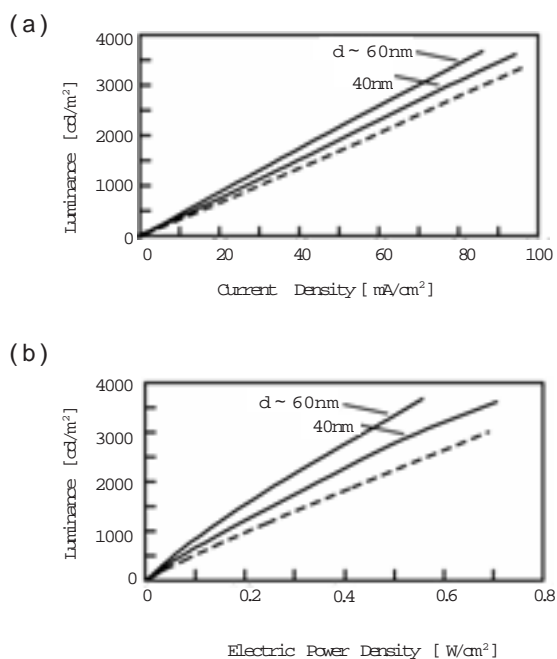 (a)
4000
3000
2000
1000
0
Luminance [cd/m²]
d ~ 60nm
40nm
0 20 40 60 80 100
Current Density [ mA/cm²]
(b)
4000
3000
2000
1000
0
Luminance [cd/m²]
d ~ 60nm
40nm
0 0.2 0.4 0.6 0.8
Electric Power Density [ W/cm²]